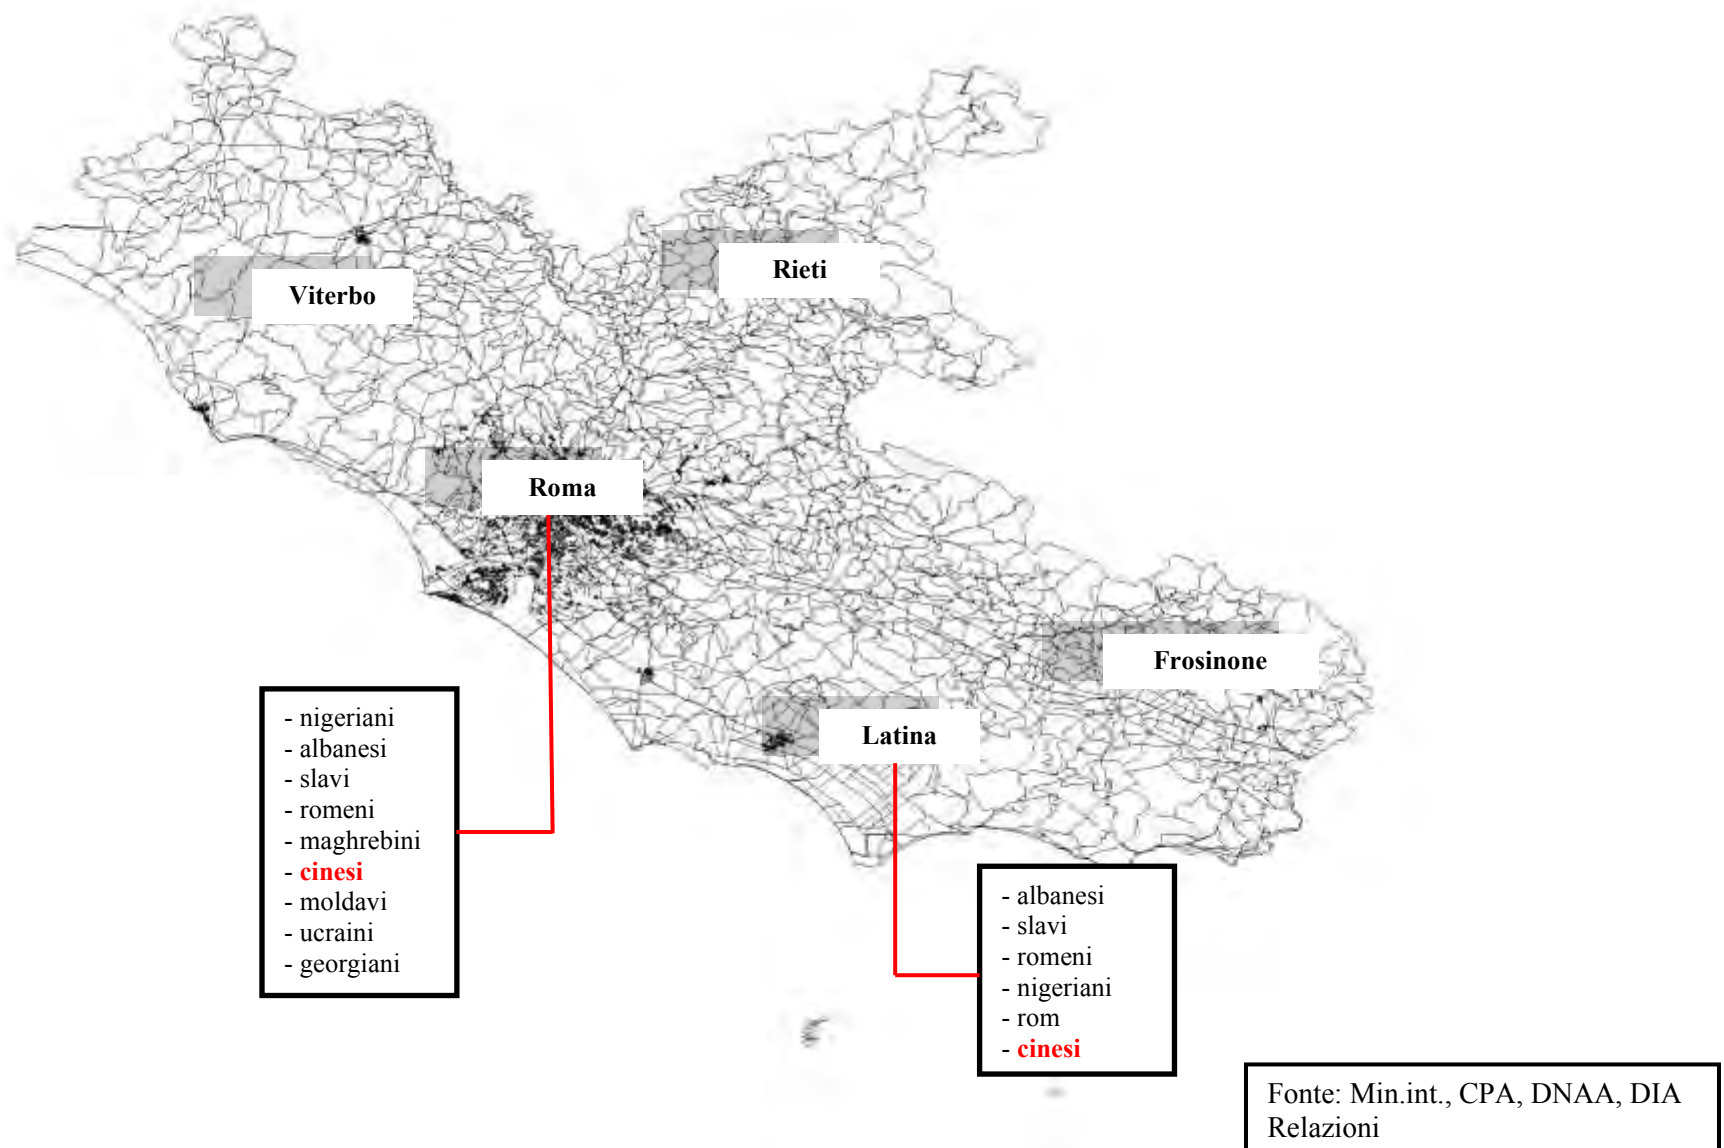 Rieti
Viterbo
Roma
Frosinone
Latina
- nigeriani
- albanesi
- slavi
- romeni
- maghrebini
- cinesi
- moldavi
- ucraini
- georgiani
- albanesi
- slavi
- romeni
- nigeriani
- rom
- cinesi
Fonte: Min.int., CPA, DNAA, DIA
Relazioni